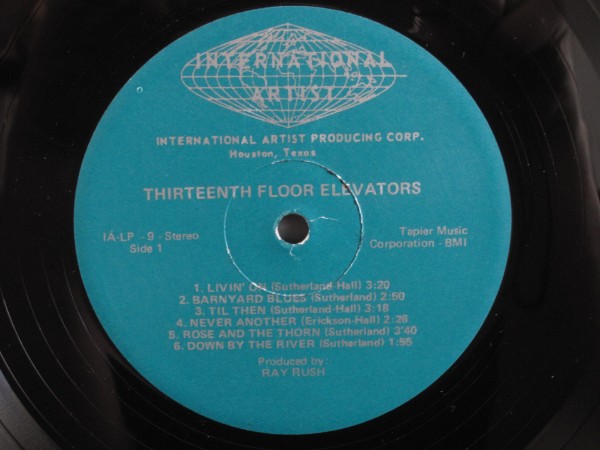 INTERNATIONAL
ARTIST
INTERNATIONAL ARTIST PRODUCING CORP.
Houston, Texas
THIRTEENTH FLOOR ELEVATORS
IA-LP - 9 - Stereo
Side 1
Tapier Music
Corporation - BMI
1. LIVIN' ON (Sutherland-Hall) 3:20
2. BARNYARD BLUES (Sutherland) 2:50
3. TIL THEN (Sutherland-Hall) 3:18
4. NEVER ANOTHER (Erickson-Hall) 2:26
5. ROSE AND THE THORN (Sutherland) 3'40
6. DOWN BY THE RIVER (Sutherland) 1:55
Produced by:
RAY RUSH